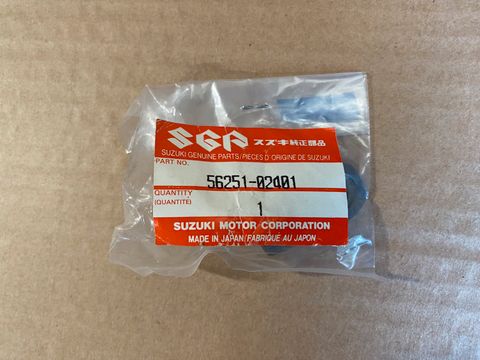 SGP スズキ純正部品
SUZUKI GENUINE PARTS/PIECES D'ORIGINE DE SUZUKI
PART NO.
56251-02401
QUANTITY
(QUANTITÉ)
1
SUZUKI MOTOR CORPORATION
MADE IN JAPAN/FABRIQUE AU JAPON